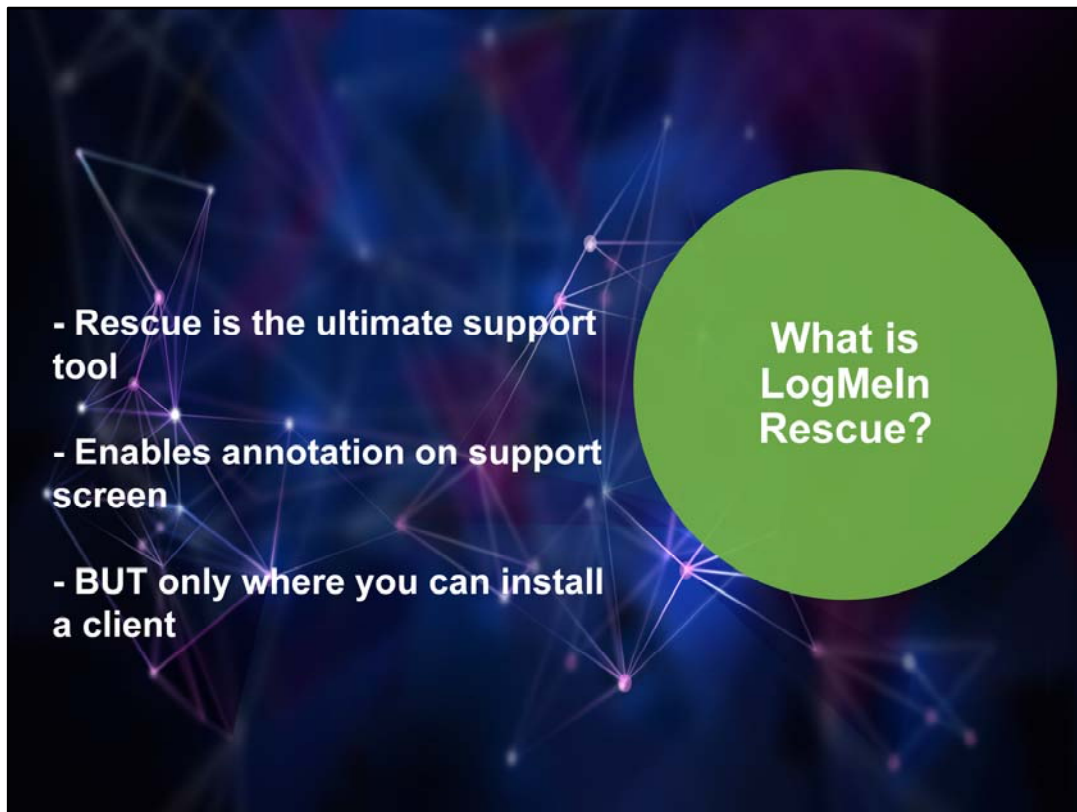 - Rescue is the ultimate support
tool
- Enables annotation on support
screen
- BUT only where you can install
a client
What is
LogMeIn
Rescue?